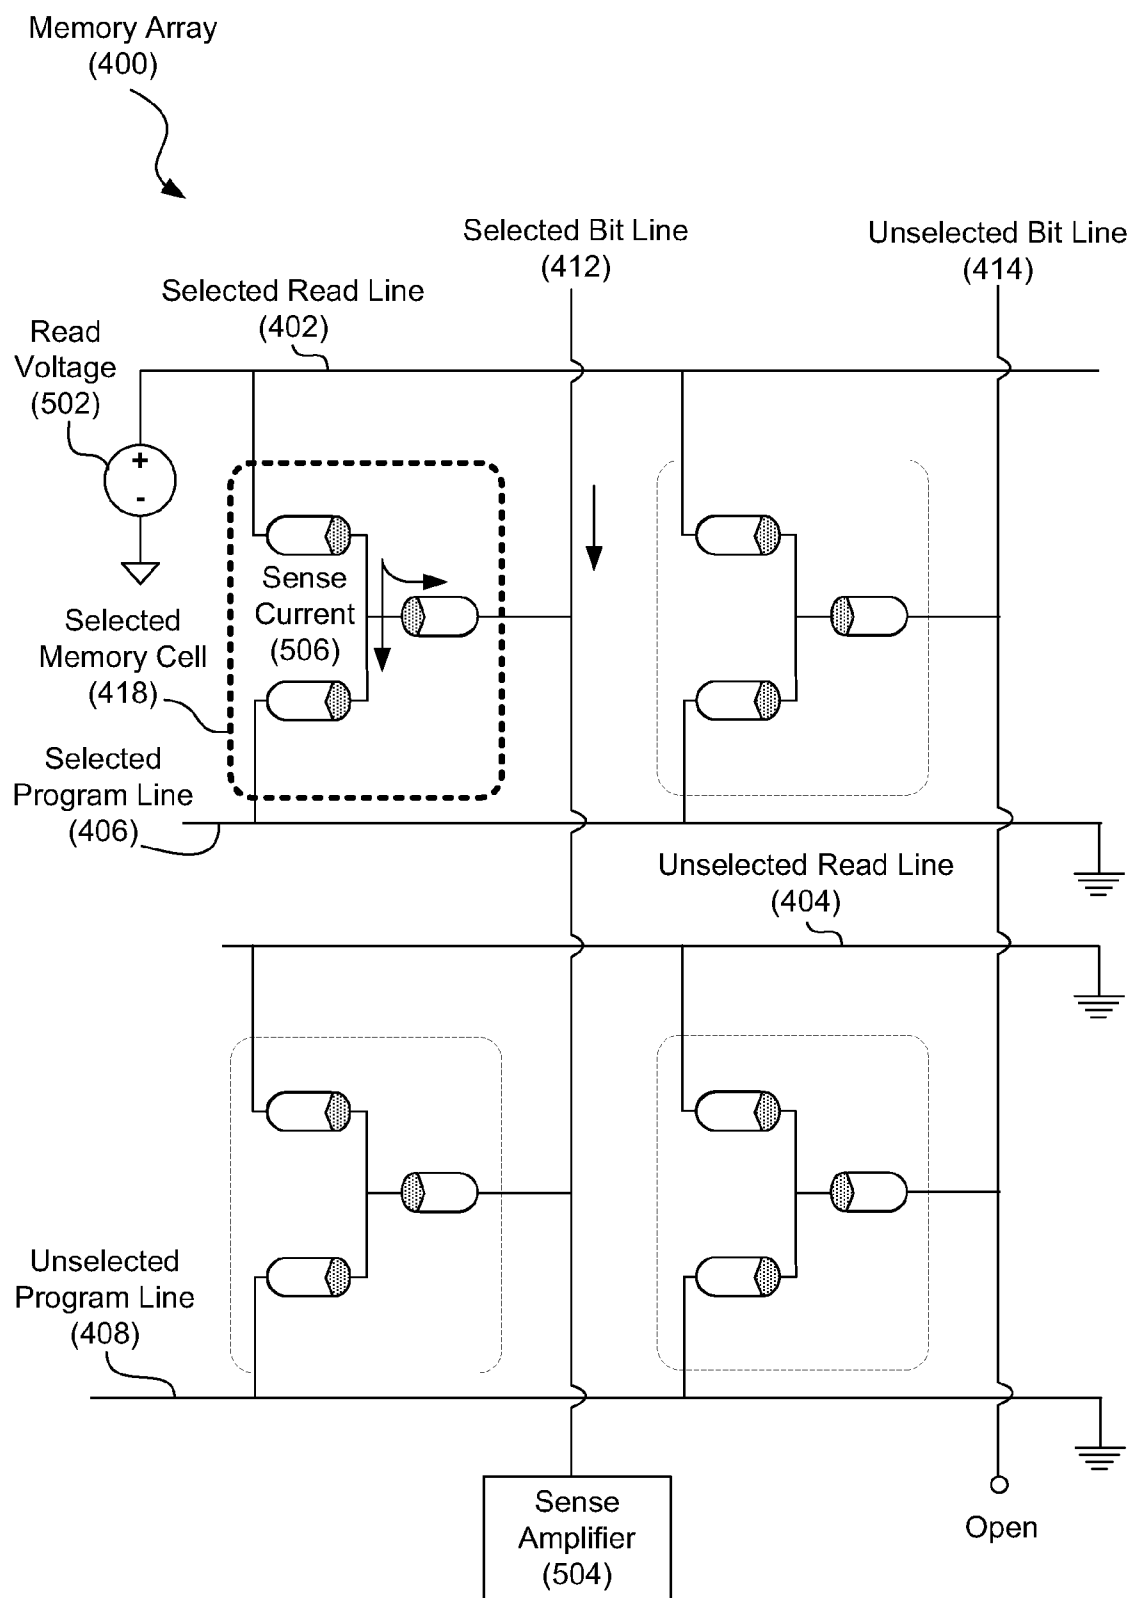 Memory Array
(400)
Selected Bit Line
(412)
Unselected Bit Line
(414)
Selected Read Line
(402)
Read
Voltage
(502)
+
-
Sense
Current
(506)
Selected
Memory Cell
(418)
Selected
Program Line
(406)
Unselected Read Line
(404)
Unselected
Program Line
(408)
Sense
Amplifier
(504)
Open